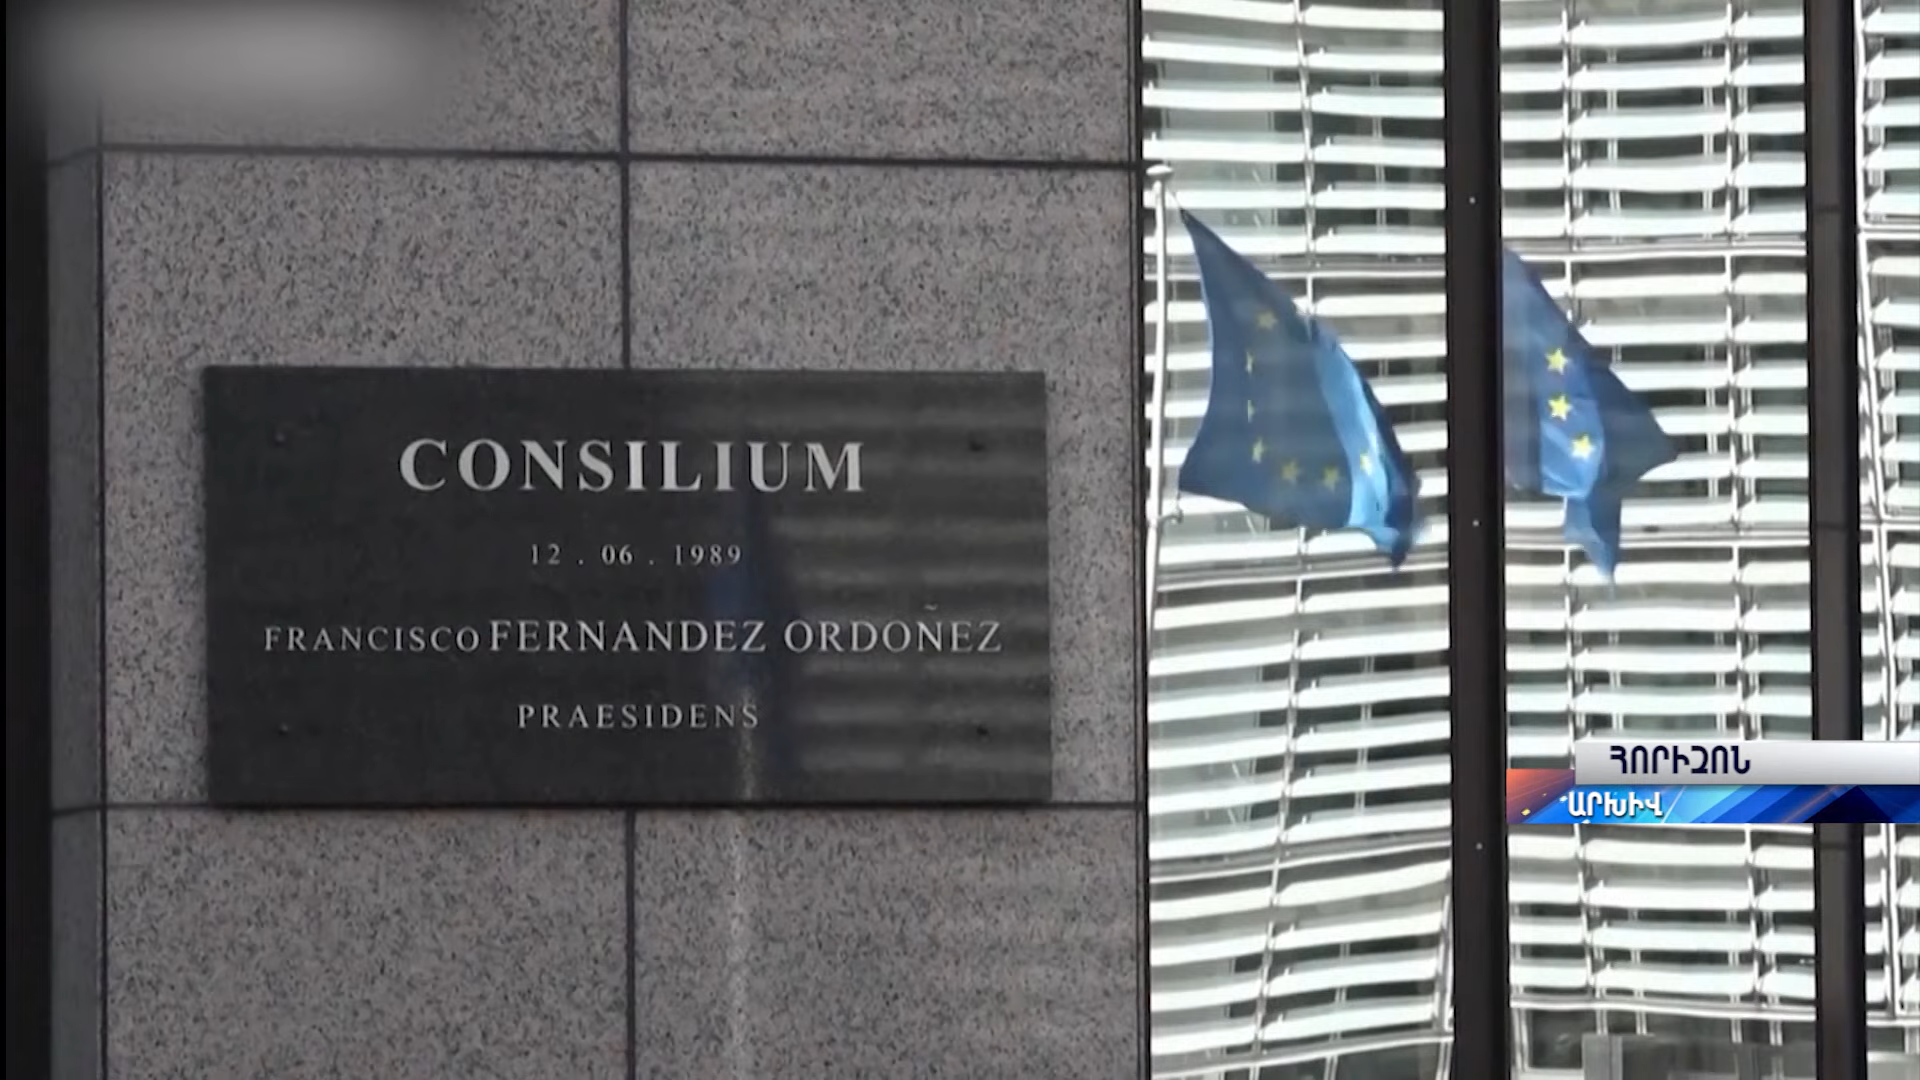 CONSILIUM
12 . 06 . 1989
FRANCISCO FERNANDEZ ORDOÑEZ
PRAESIDENS
ՀՈՐԻԶՈՆ
ԱՐԽԻՎ